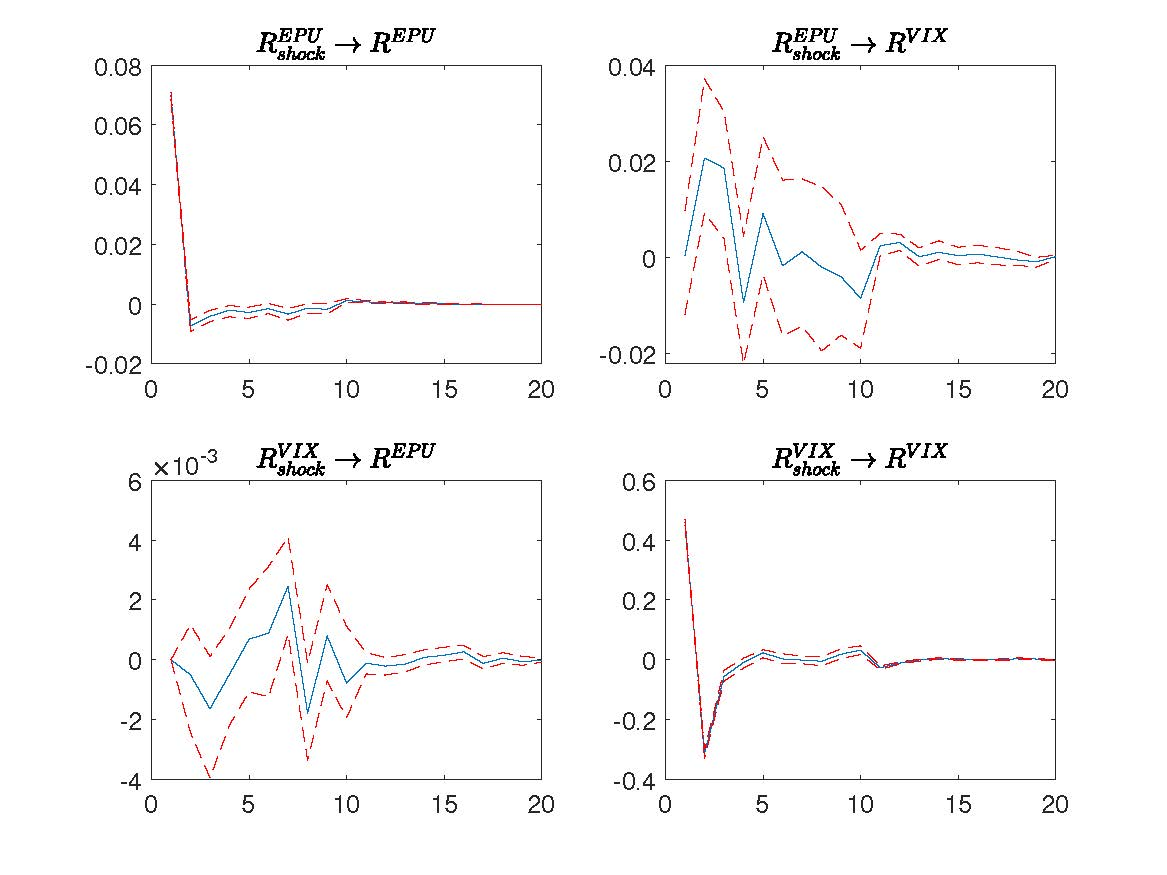 R^{EPU}_{shock} → R^{EPU}
0.08
0.06
0.04
0.02
0
-0.02
0 5 10 15 20
R^{EPU}_{shock} → R^{VIX}
0.04
0.02
0
-0.02
0 5 10 15 20
R^{VIX}_{shock} → R^{EPU}
×10^{-3}
6
4
2
0
-2
-4
0 5 10 15 20
R^{VIX}_{shock} → R^{VIX}
0.6
0.4
0.2
0
-0.2
-0.4
0 5 10 15 20